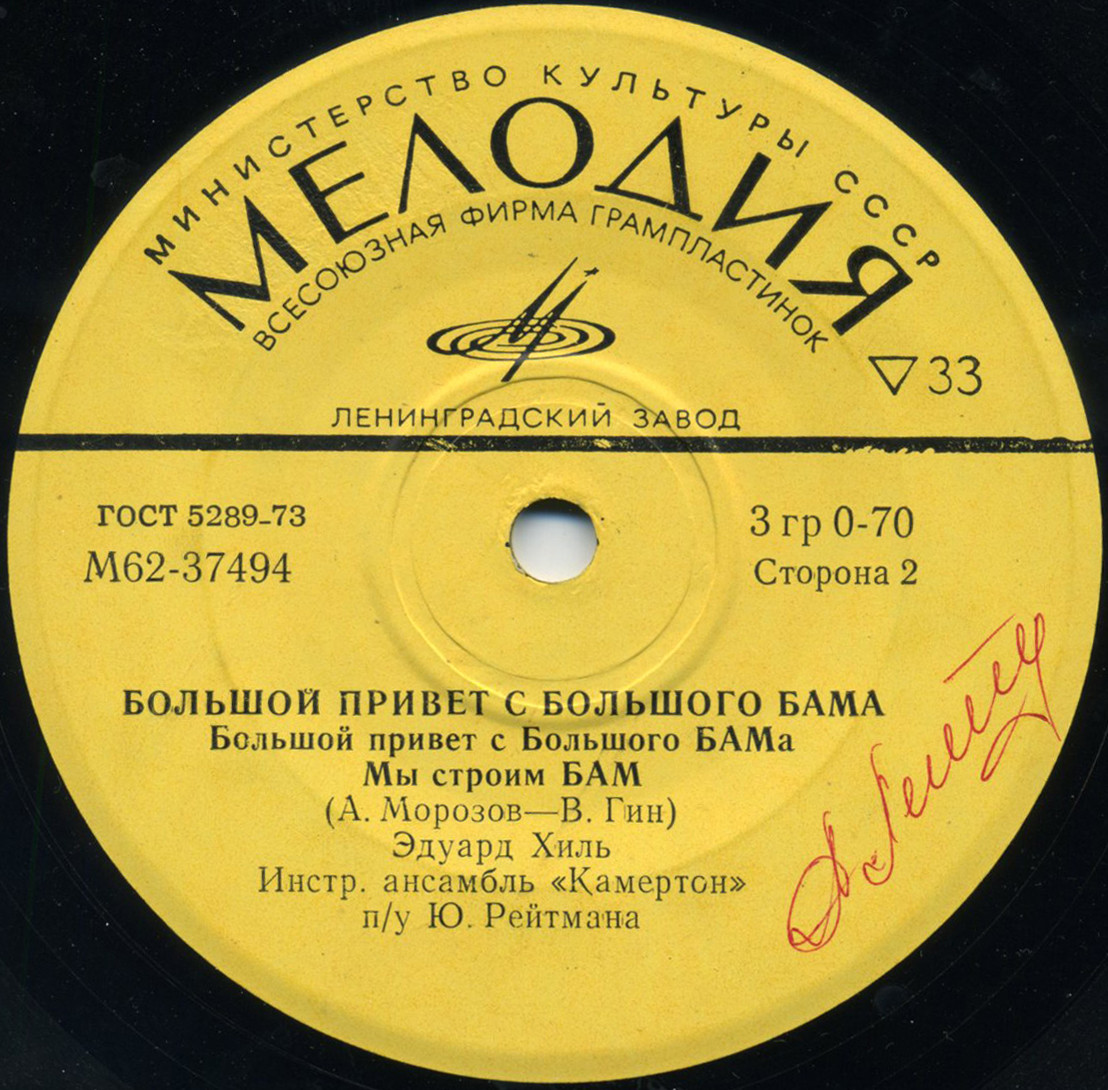 МИНИСТЕРСТВО КУЛЬТУРЫ СССР
МЕЛОДИЯ
ВСЕСОЮЗНАЯ ФИРМА ГРАМПЛАСТИНОК
▽33
ЛЕНИНГРАДСКИЙ ЗАВОД
ГОСТ 5289-73
М62-37494
3 гр 0-70
Сторона 2
БОЛЬШОЙ ПРИВЕТ С БОЛЬШОГО БАМА
Большой привет с Большого БАМа
Мы строим БАМ
(А. Морозов—В. Гин)
Эдуард Хиль
Инстр. ансамбль «Камертон»
п/у Ю. Рейтмана